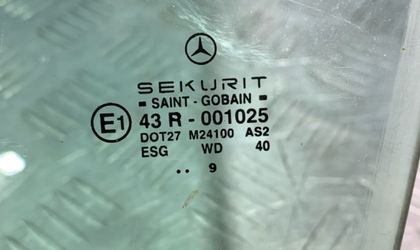 SEKURIT
SAINT - GOBAIN
E1 43 R - 001025
DOT27 M24100 AS2
ESG WD 40
.. 9